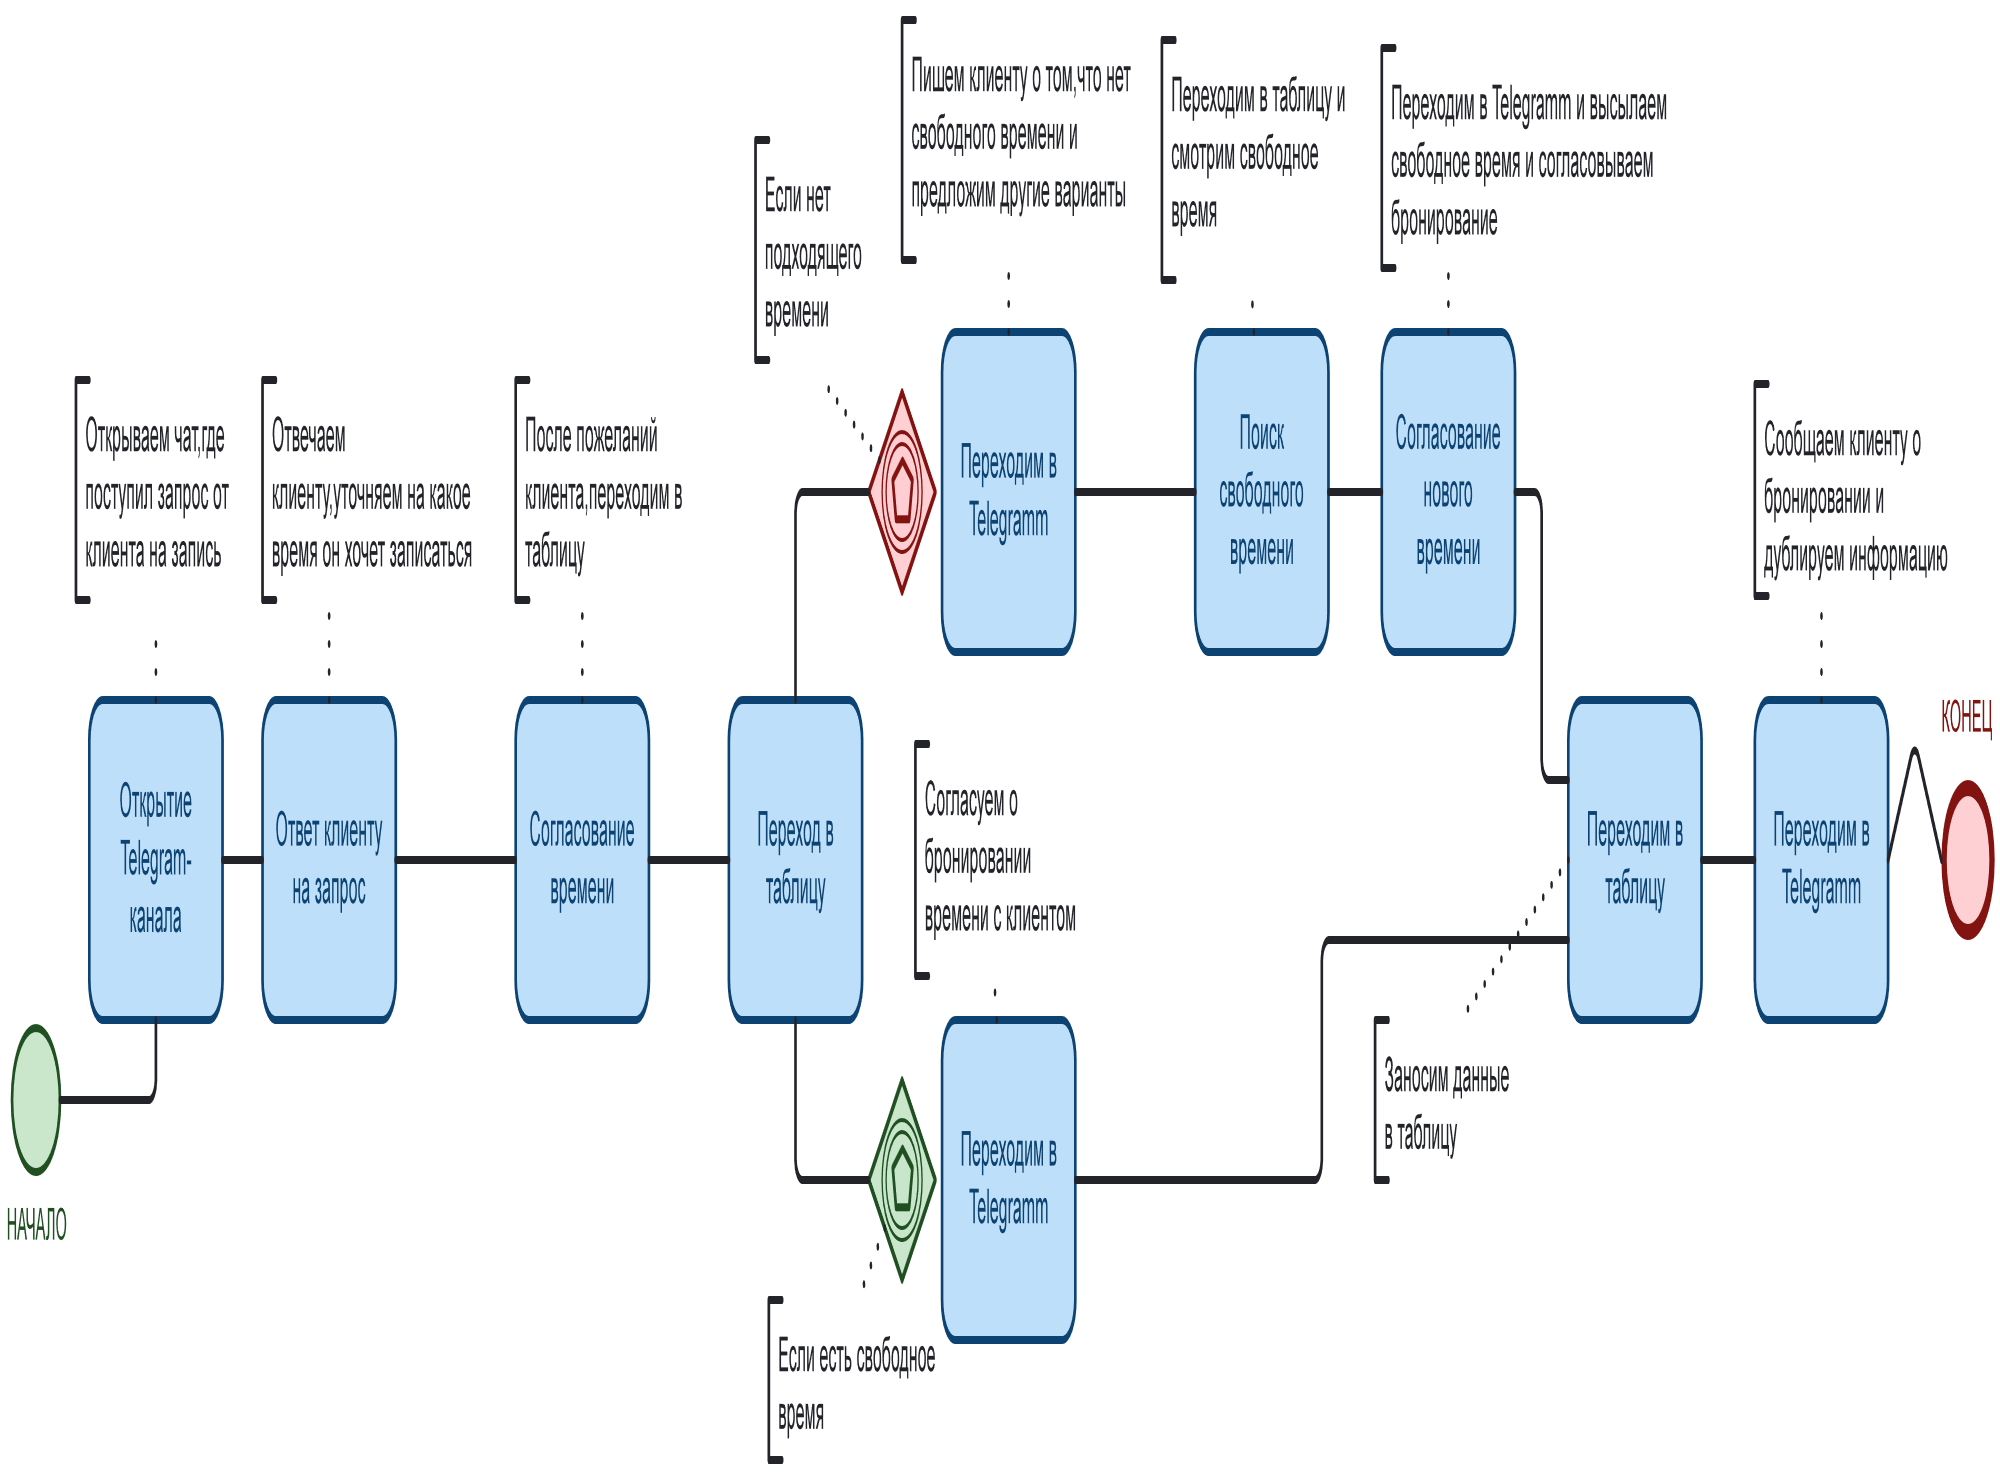 Пишем клиенту о том,что нет
свободного времени и
предложим другие варианты
Переходим в таблицу и
смотрим свободное
время
Переходим в Telegramm и высылаем
свободное время и согласовываем
бронирование
Если нет
подходящего
времени
Открываем чат,где
поступил запрос от
клиента на запись
Отвечаем
клиенту,уточняем на какое
время он хочет записаться
После пожеланий
клиента,переходим в
таблицу
Переходим в
Telegramm
Поиск
свободного
времени
Согласование
нового
времени
Сообщаем клиенту о
бронировании и
дублируем информацию
Открытие
Telegram-
канала
Ответ клиенту
на запрос
Согласование
времени
Переход в
таблицу
Согласуем о
бронировании
времени с клиентом
Переходим в
таблицу
Переходим в
Telegramm
КОНЕЦ
НАЧАЛО
Переходим в
Telegramm
Заносим данные
в таблицу
Если есть свободное
время